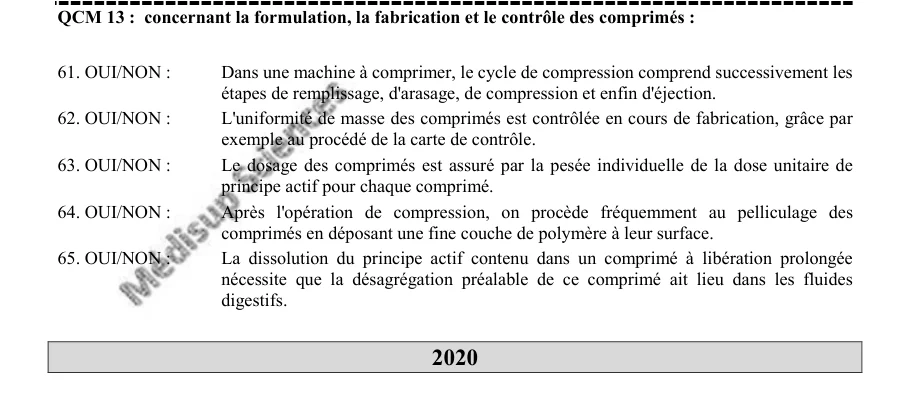 QCM 13 : concernant la formulation, la fabrication et le contrôle des comprimés :
61. OUI/NON : Dans une machine à comprimer, le cycle de compression comprend successivement les
étapes de remplissage, d'arasage, de compression et enfin d'éjection.
62. OUI/NON : L'uniformité de masse des comprimés est contrôlée en cours de fabrication, grâce par
exemple au procédé de la carte de contrôle.
63. OUI/NON : Le dosage des comprimés est assuré par la pesée individuelle de la dose unitaire de
principe actif pour chaque comprimé.
64. OUI/NON : Après l'opération de compression, on procède fréquemment au pelliculage des
comprimés en déposant une fine couche de polymère à leur surface.
65. OUI/NON : La dissolution du principe actif contenu dans un comprimé à libération prolongée
nécessite que la désagrégation préalable de ce comprimé ait lieu dans les fluides
digestifs.
Médisup Sciences
2020